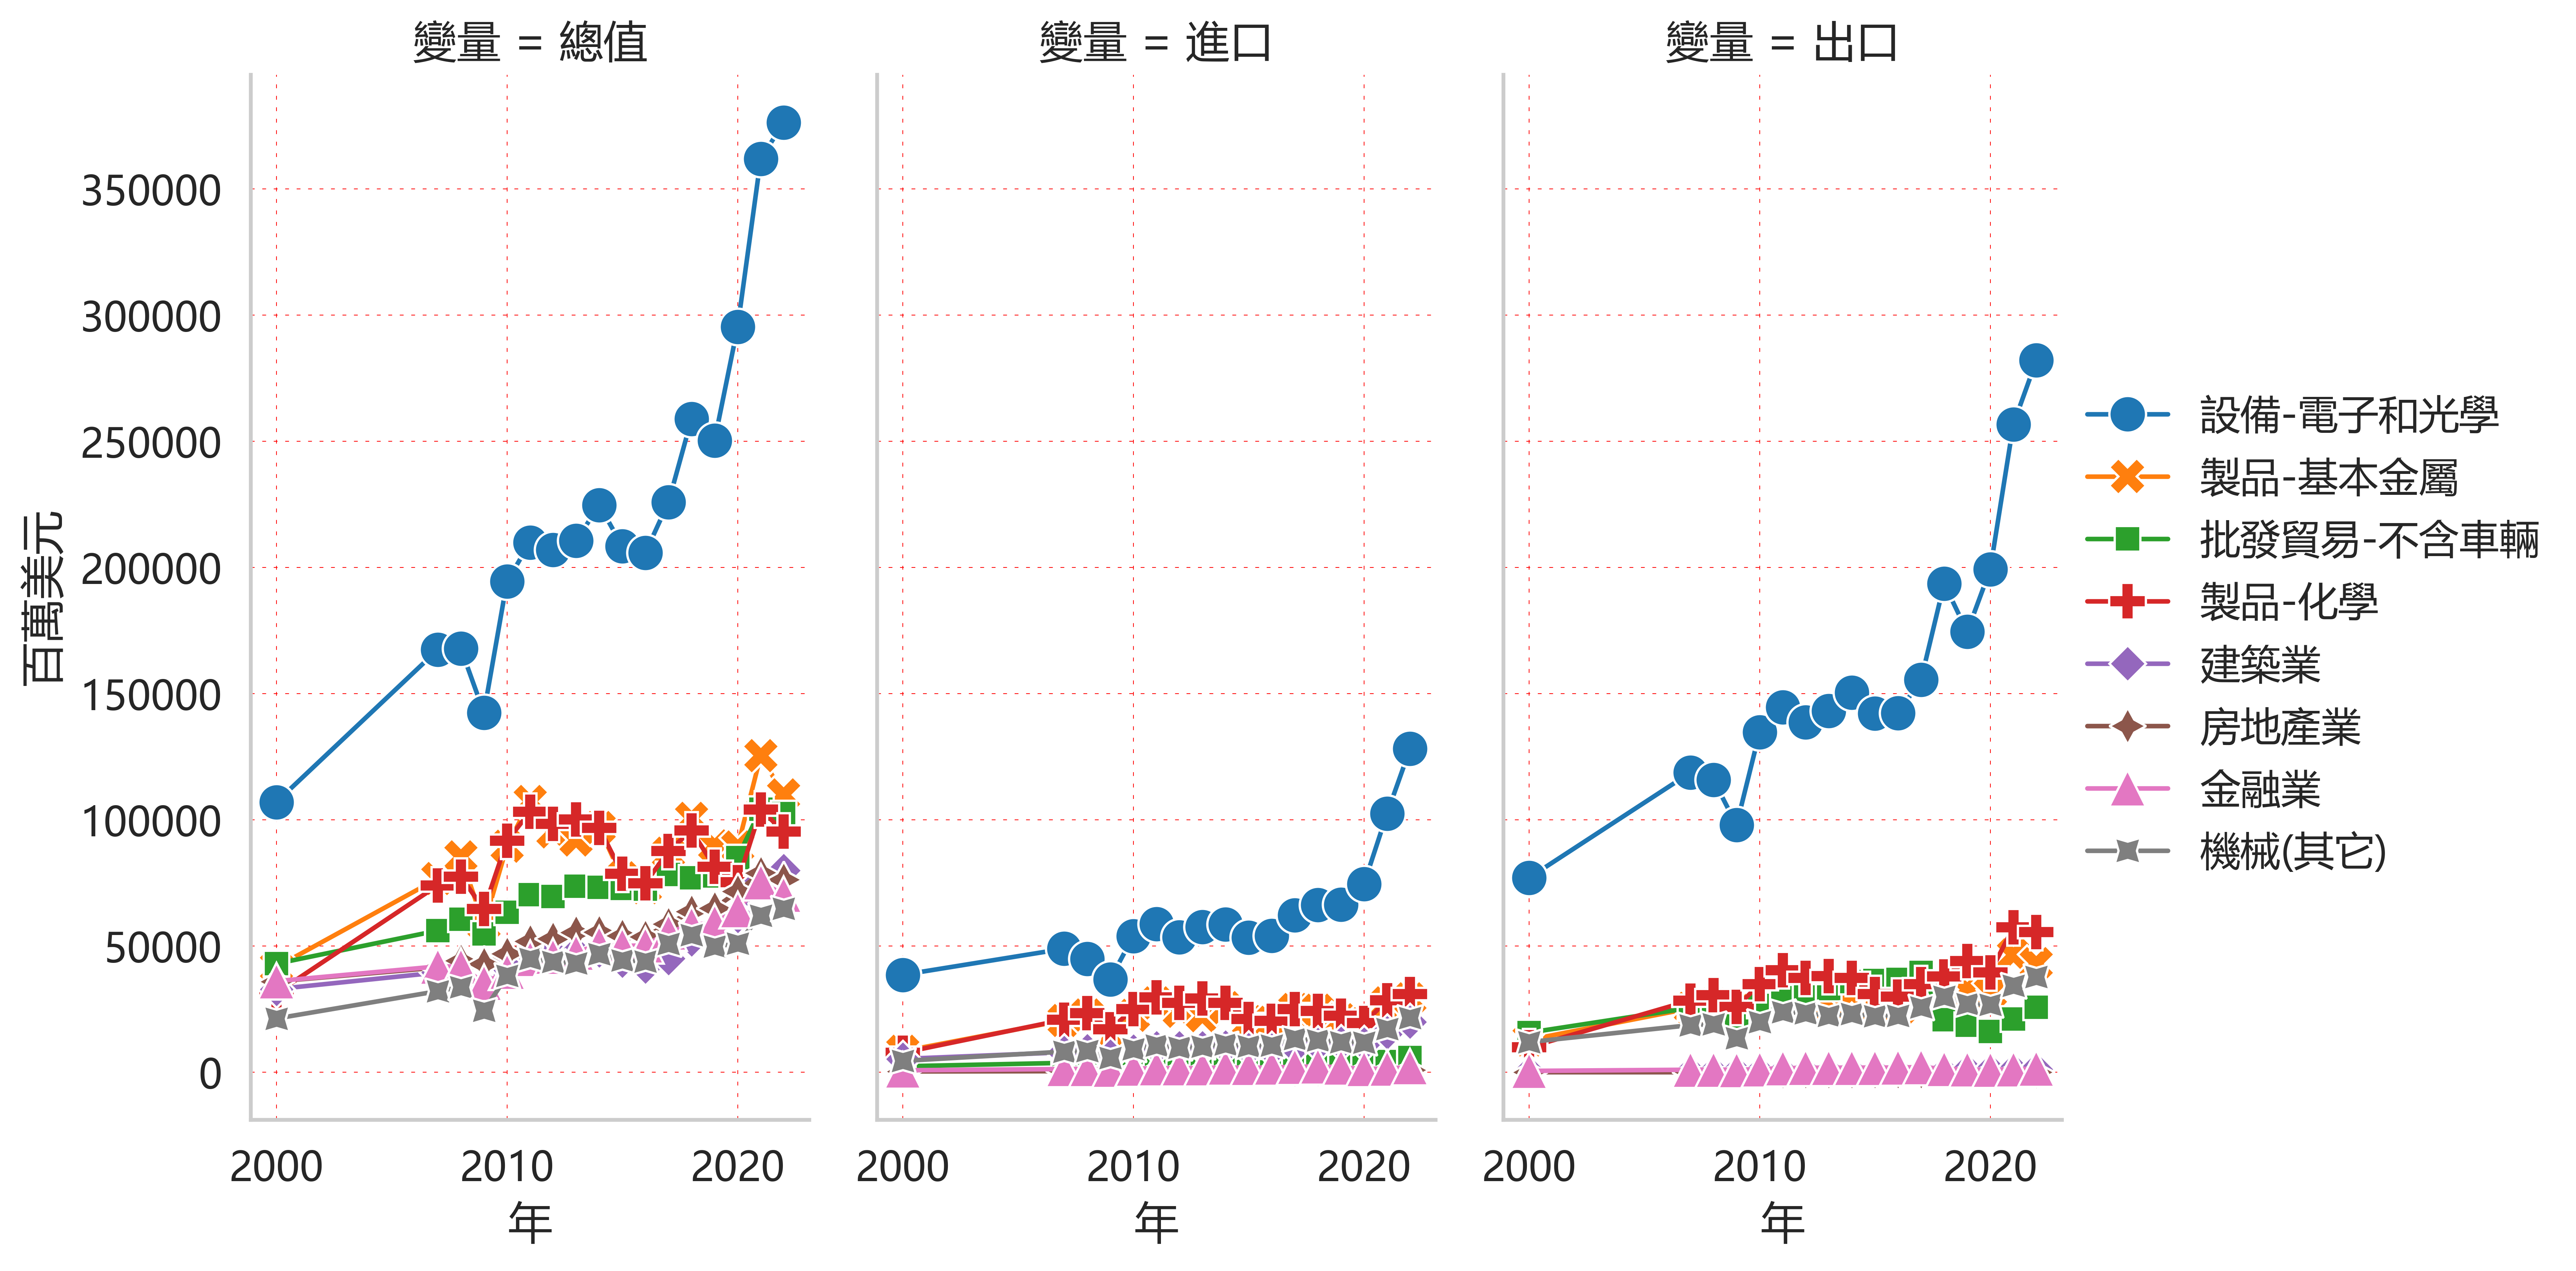 變量 = 總值
變量 = 進口
變量 = 出口
百萬美元
350000
300000
250000
200000
150000
100000
50000
0
2000
2010
2020
2000
2010
2020
2000
2010
2020
年
年
年
設備-電子和光學
製品-基本金屬
批發貿易-不含車輛
製品-化學
建築業
房地產業
金融業
機械(其它)